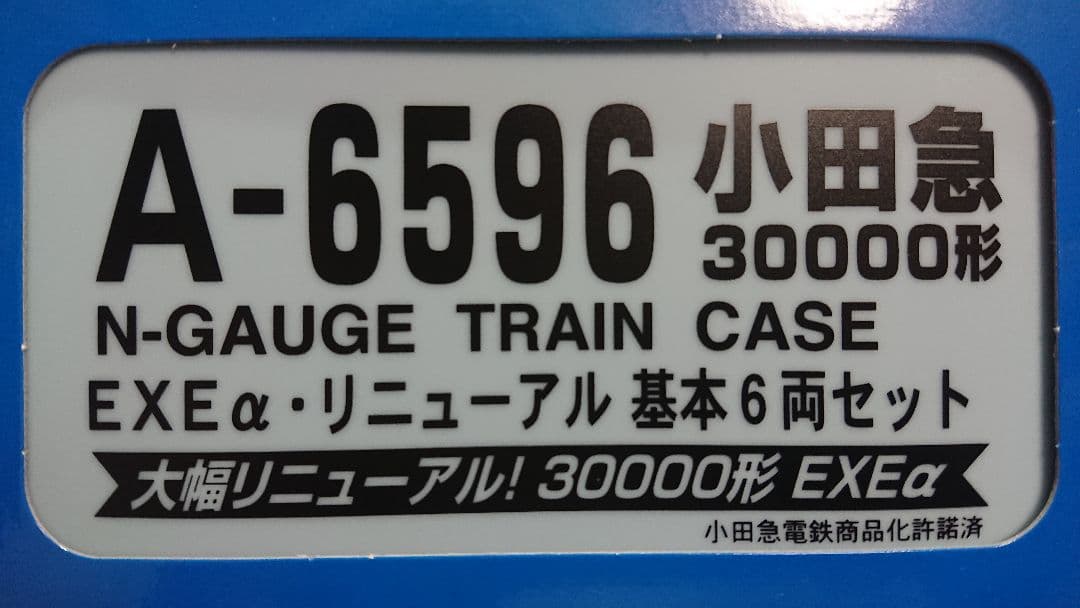 A-6596 小田急
30000形
N-GAUGE TRAIN CASE
EXEα・リニューアル 基本6両セット
大幅リニューアル! 30000形 EXEα
小田急電鉄商品化許諾済